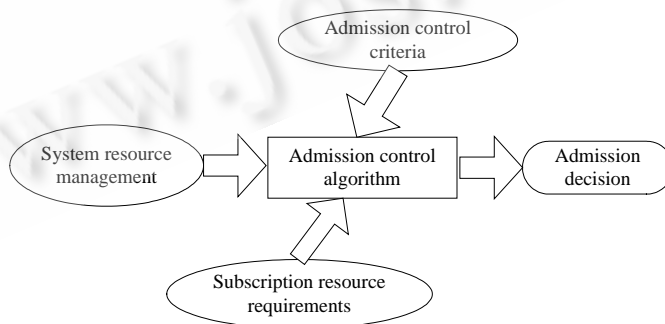 Admission control
criteria
System resource
management
Admission control
algorithm
Admission
decision
Subscription resource
requirements